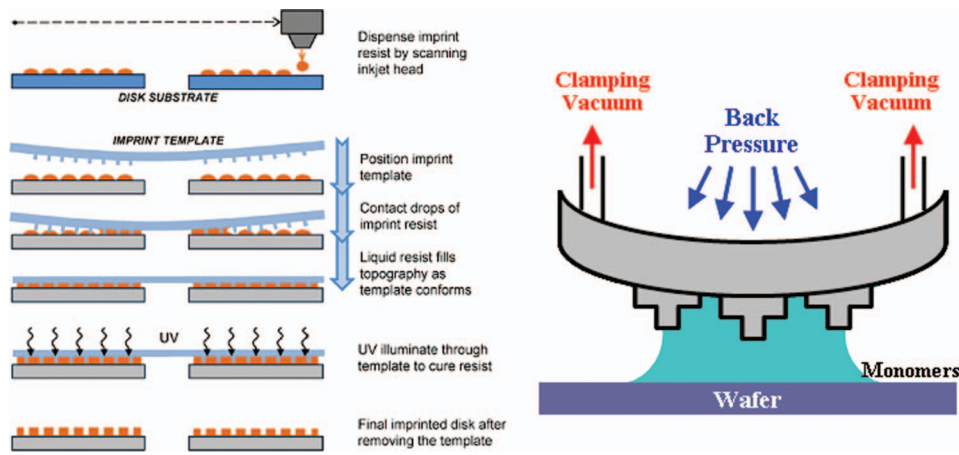 Dispense imprint
resist by scanning
inkjet head
DISK SUBSTRATE
IMPRINT TEMPLATE
Position imprint
template
Contact drops of
imprint resist
Liquid resist fills
topography as
template conforms
UV
UV illuminate through
template to cure resist
Final imprinted disk after
removing the template
Clamping
Vacuum
Back
Pressure
Clamping
Vacuum
Monomers
Wafer